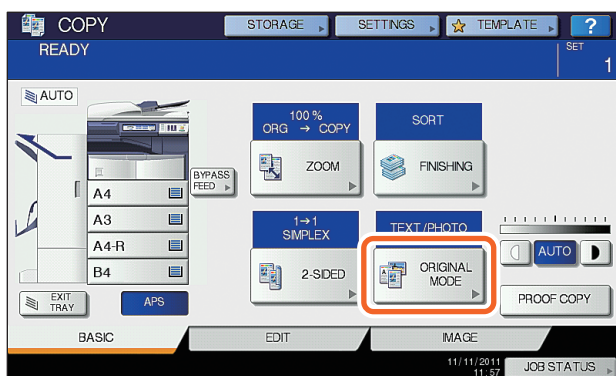 COPY
STORAGE
SETTINGS
TEMPLATE
?
READY
SET
1
AUTO
100 %
ORG → COPY
SORT
ZOOM
FINISHING
BYPASS
FEED
A4
A3
A4-R
B4
1→1
SIMPLEX
TEXT/PHOTO
2-SIDED
ORIGINAL
MODE
AUTO
EXIT
TRAY
APS
PROOF COPY
BASIC
EDIT
IMAGE
11/11/2011
11:57
JOB STATUS